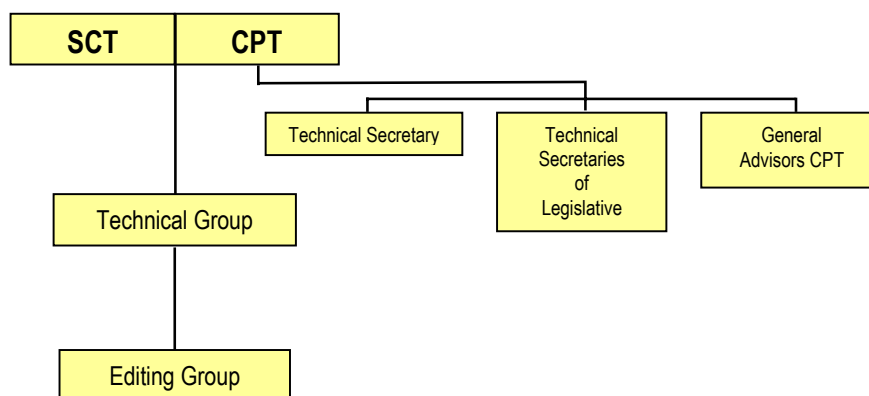 SCT CPT
Technical Secretary
Technical
Secretaries
of
Legislative
General
Advisors CPT
Technical Group
Editing Group